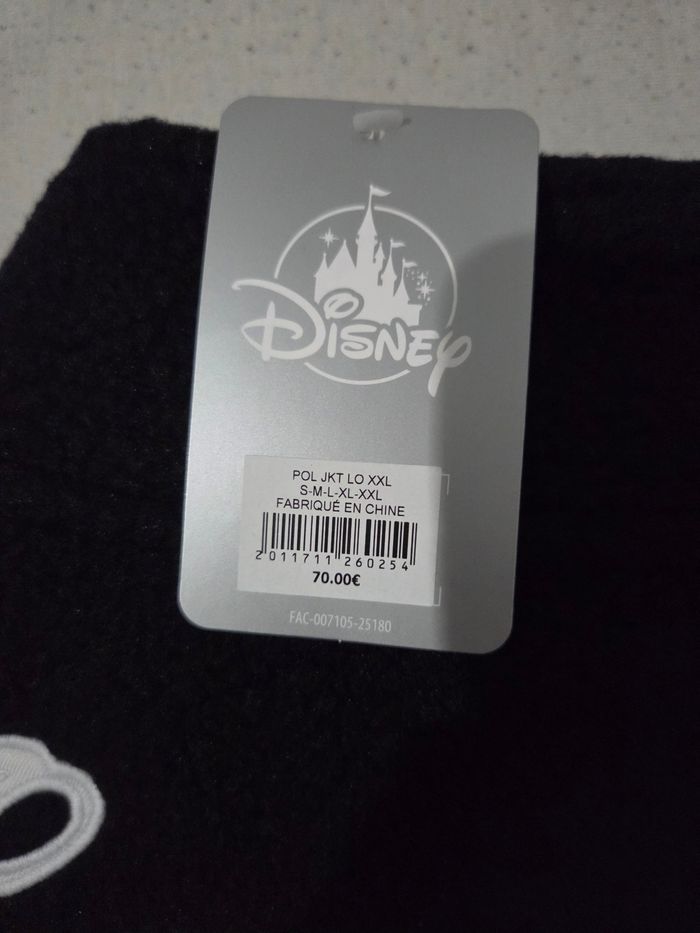 DISNEY
POL JKT LO XXL
S-M-L-XL-XXL
FABRIQUÉ EN CHINE
2 011711 260254
70.00€
FAC-007105-25180